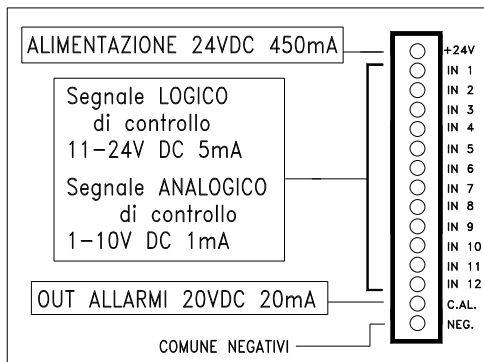 ALIMENTAZIONE 24VDC 450mA
Segnale LOGICO
di controllo
11-24V DC 5mA
Segnale ANALOGICO
di controllo
1-10V DC 1mA
OUT ALLARMI 20VDC 20mA
COMUNE NEGATIVI
+24V
IN 1
IN 2
IN 3
IN 4
IN 5
IN 6
IN 7
IN 8
IN 9
IN 10
IN 11
IN 12
C.AL.
NEG.